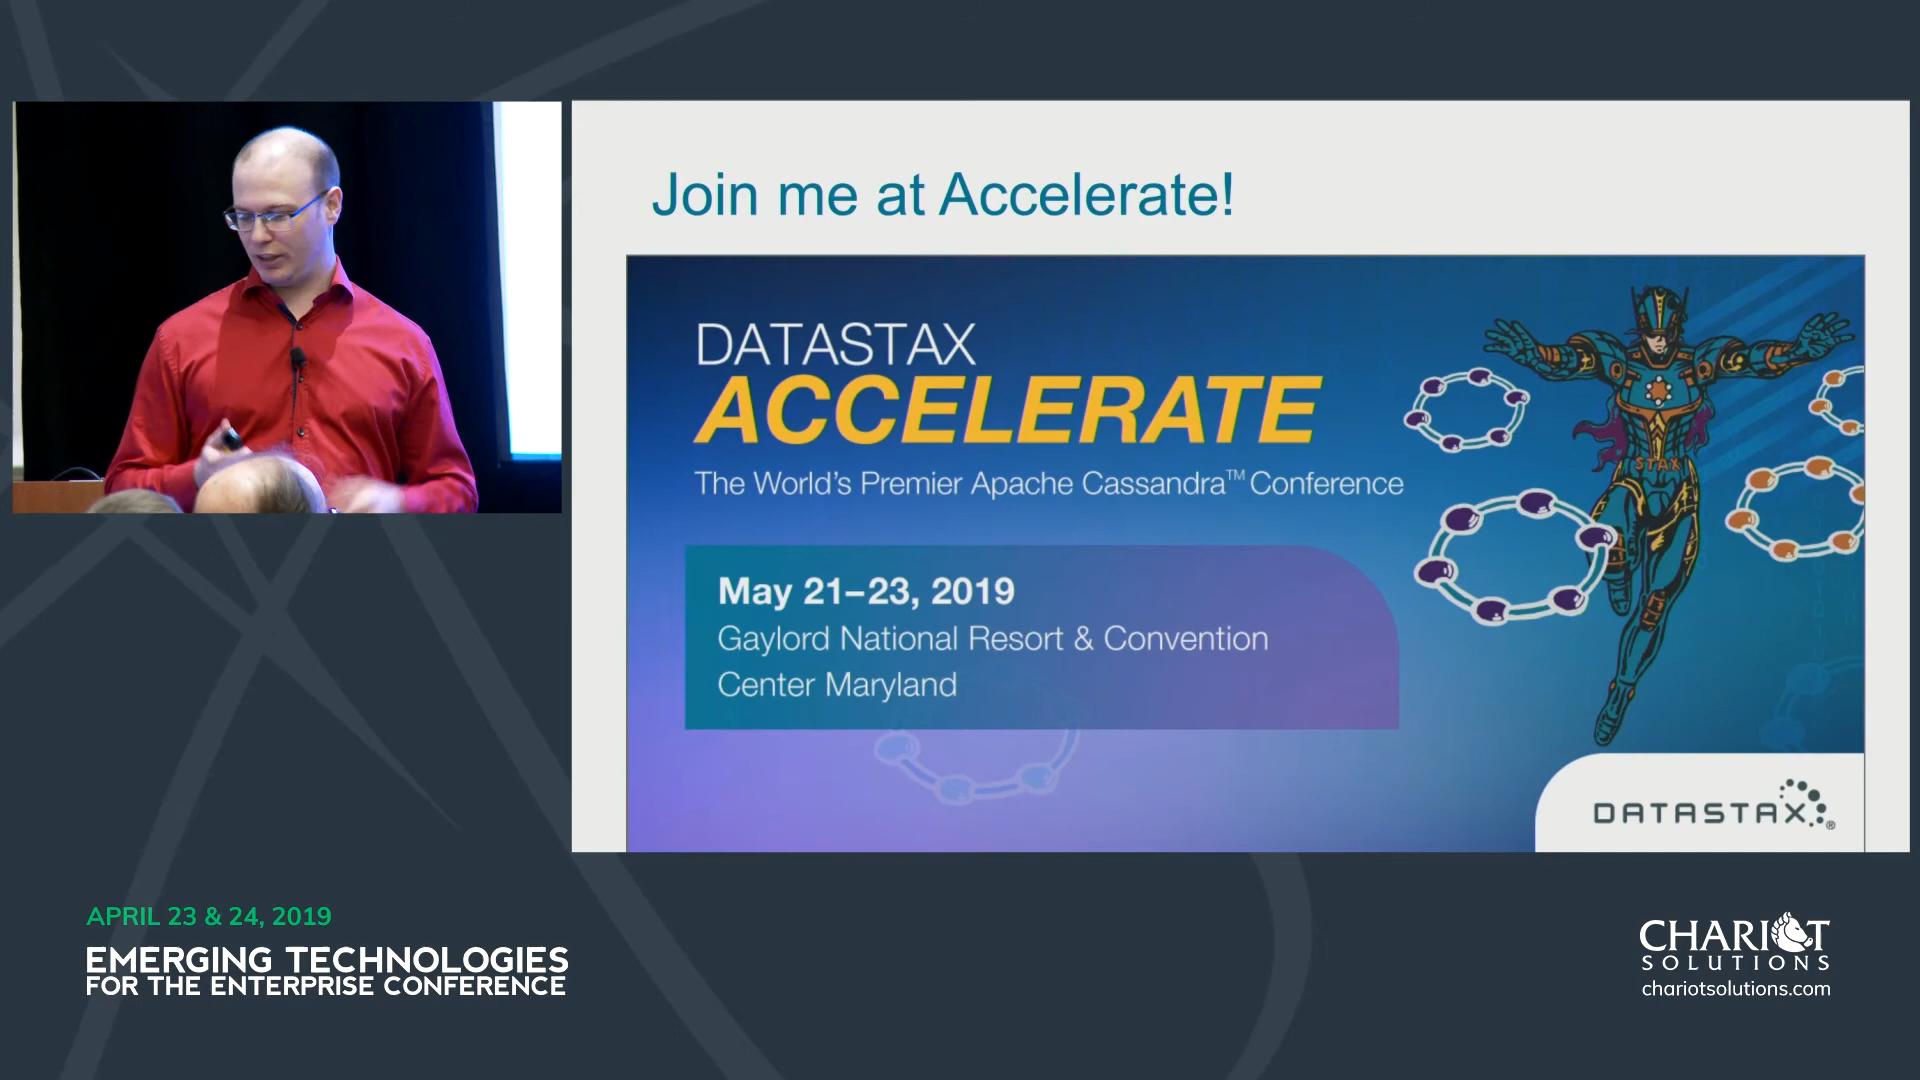 Join me at Accelerate!
DATASTAX
ACCELERATE
The World's Premier Apache Cassandra™ Conference
May 21–23, 2019
Gaylord National Resort & Convention
Center Maryland
STAX
DATASTAX®
APRIL 23 & 24, 2019
EMERGING TECHNOLOGIES
FOR THE ENTERPRISE CONFERENCE
CHARIOT
SOLUTIONS
chariotsolutions.com